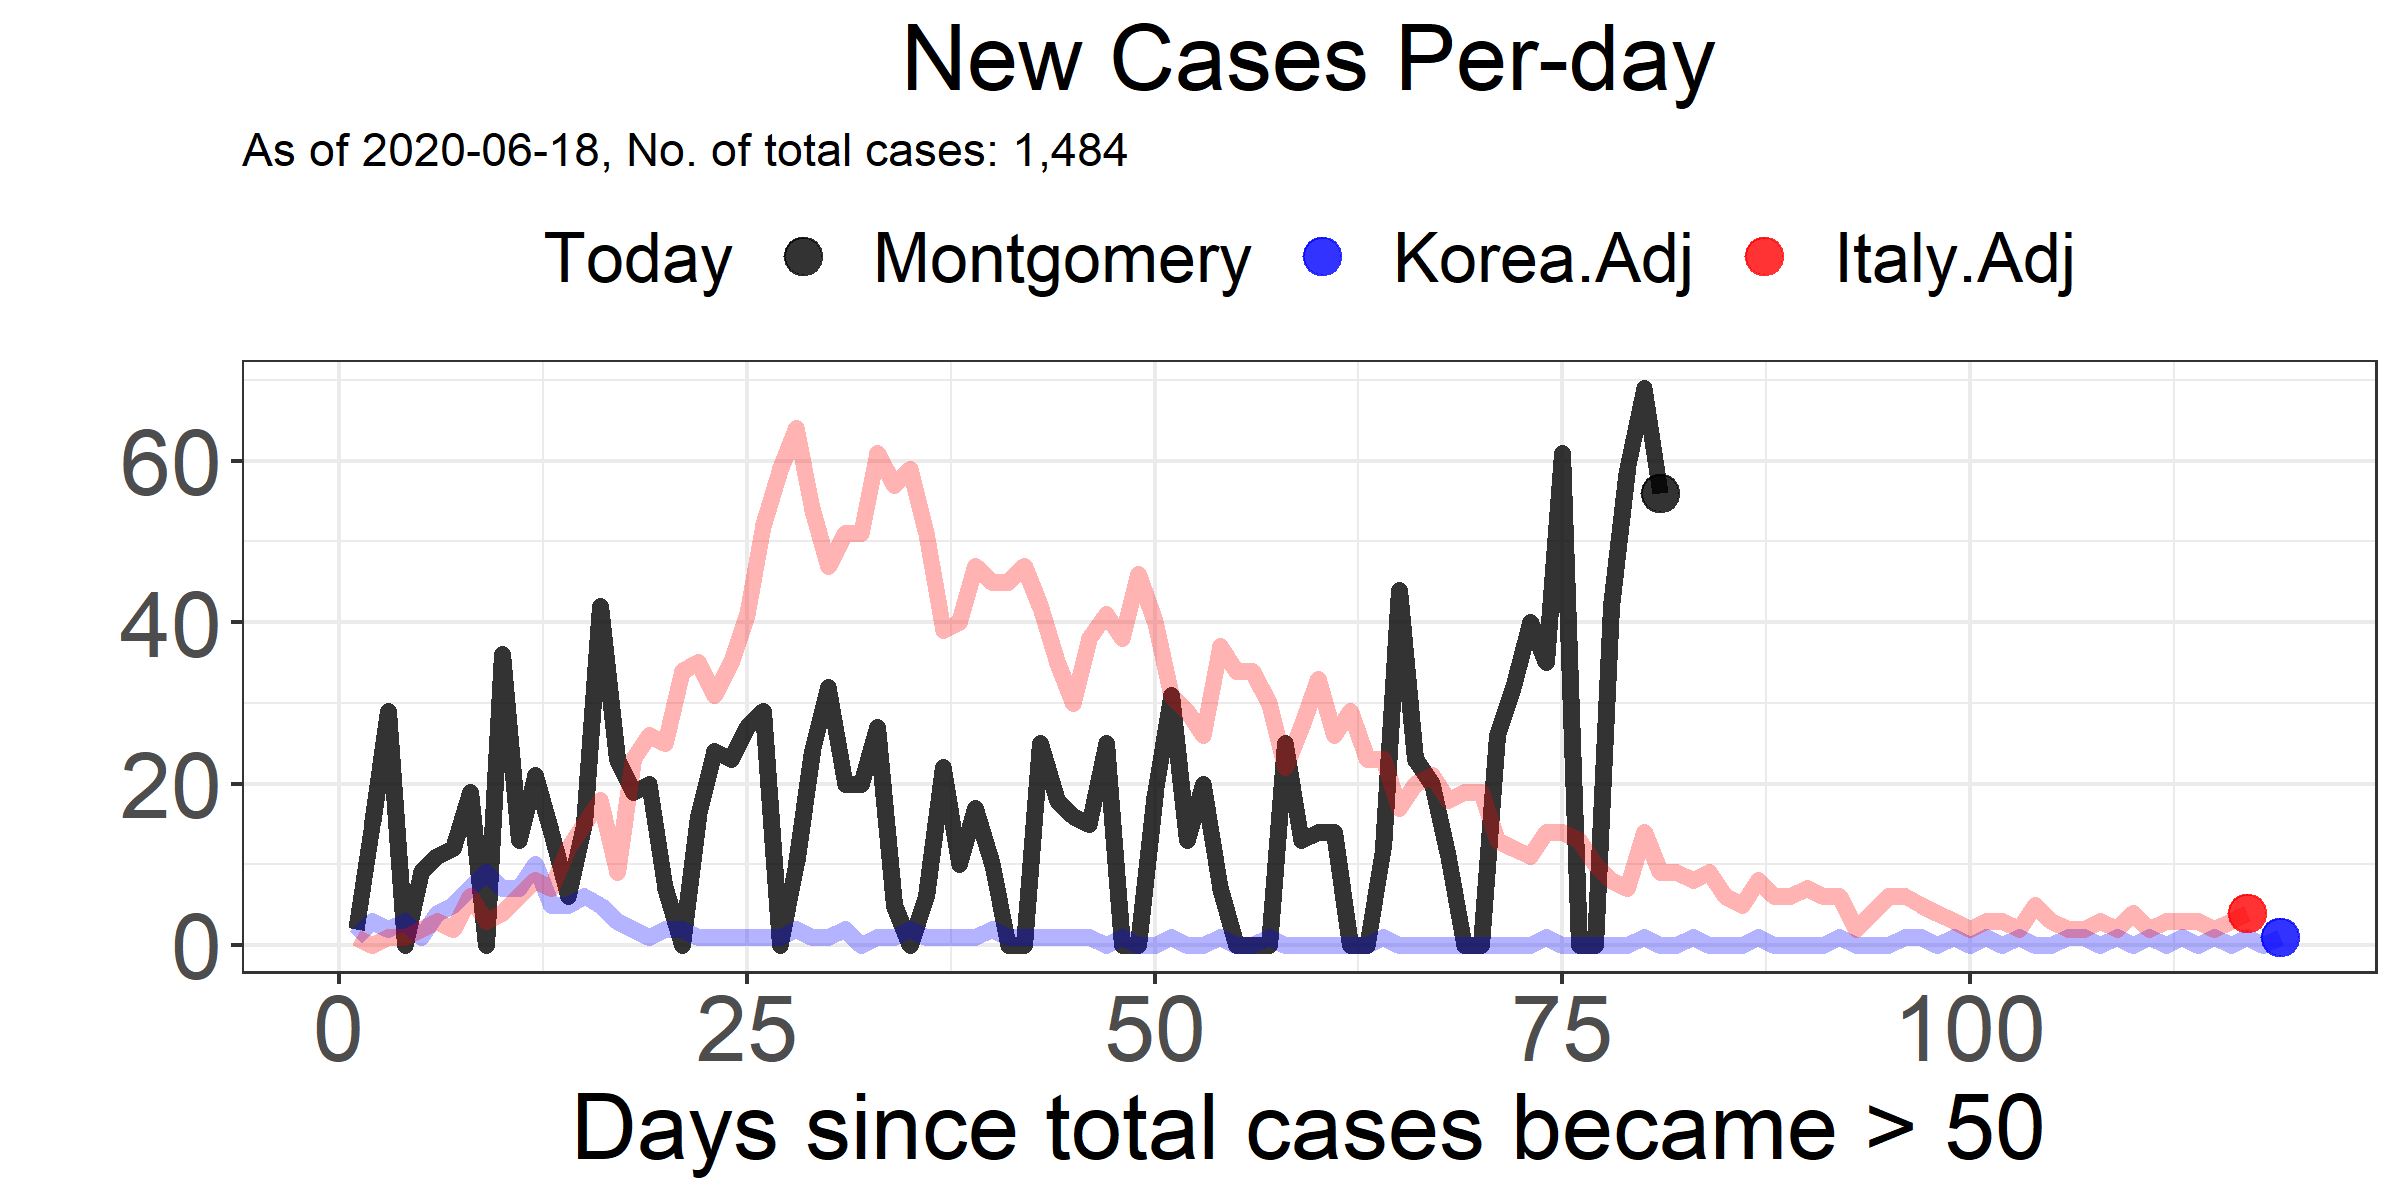 New Cases Per-day
As of 2020-06-18, No. of total cases: 1,484
Today Montgomery Korea.Adj Italy.Adj
60
40
20
0
0 25 50 75 100
Days since total cases became > 50